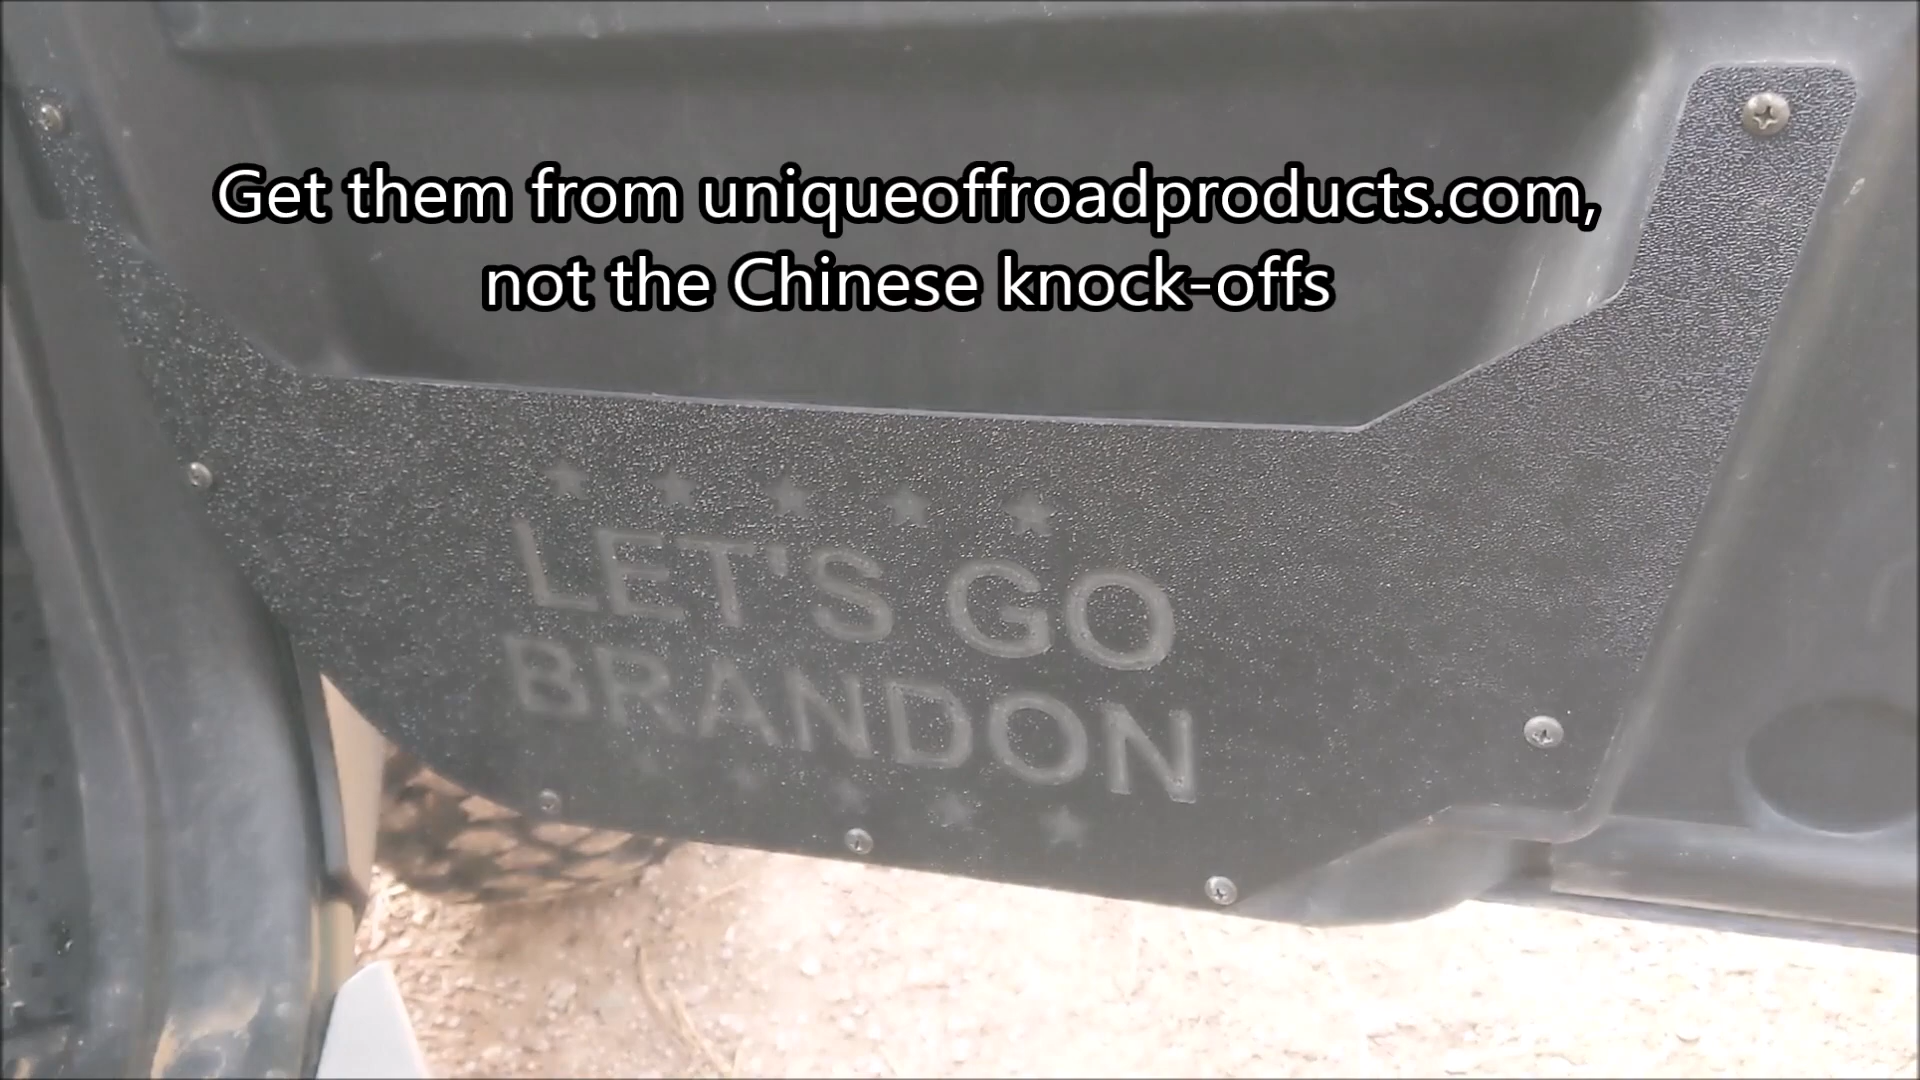 Get them from uniqueoffroadproducts.com,
not the Chinese knock-offs
LET'S GO
BRANDON